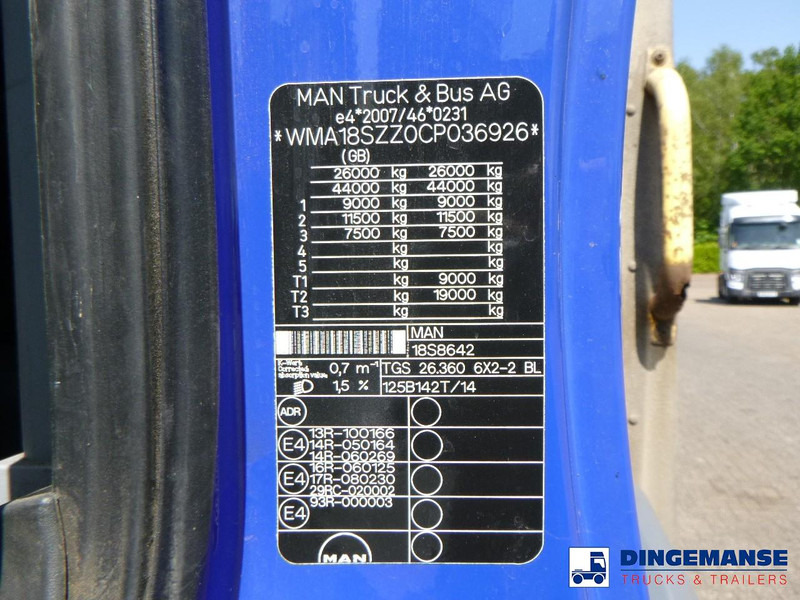 MAN Truck & Bus AG
e4*2007/46*0231
*WMA18SZZ0CP036926*
(GB)
26000 kg 26000 kg
44000 kg 44000 kg
1 9000 kg 9000 kg
2 11500 kg 11500 kg
3 7500 kg 7500 kg
4 kg kg
5 kg kg
T1 kg 9000 kg
T2 kg 19000 kg
T3 kg kg
MAN
18S8642
K-Wert
Corrected
absorption value
0,7 m⁻¹
TGS 26.360 6X2-2 BL
1,5 %
125B142T/14
ADR
E4
13R-100166
14R-050164
14R-060269
E4
16R-060125
17R-080230
29RC-020002
E4
93R-000003
MAN
DINGEMANSE
TRUCKS & TRAILERS